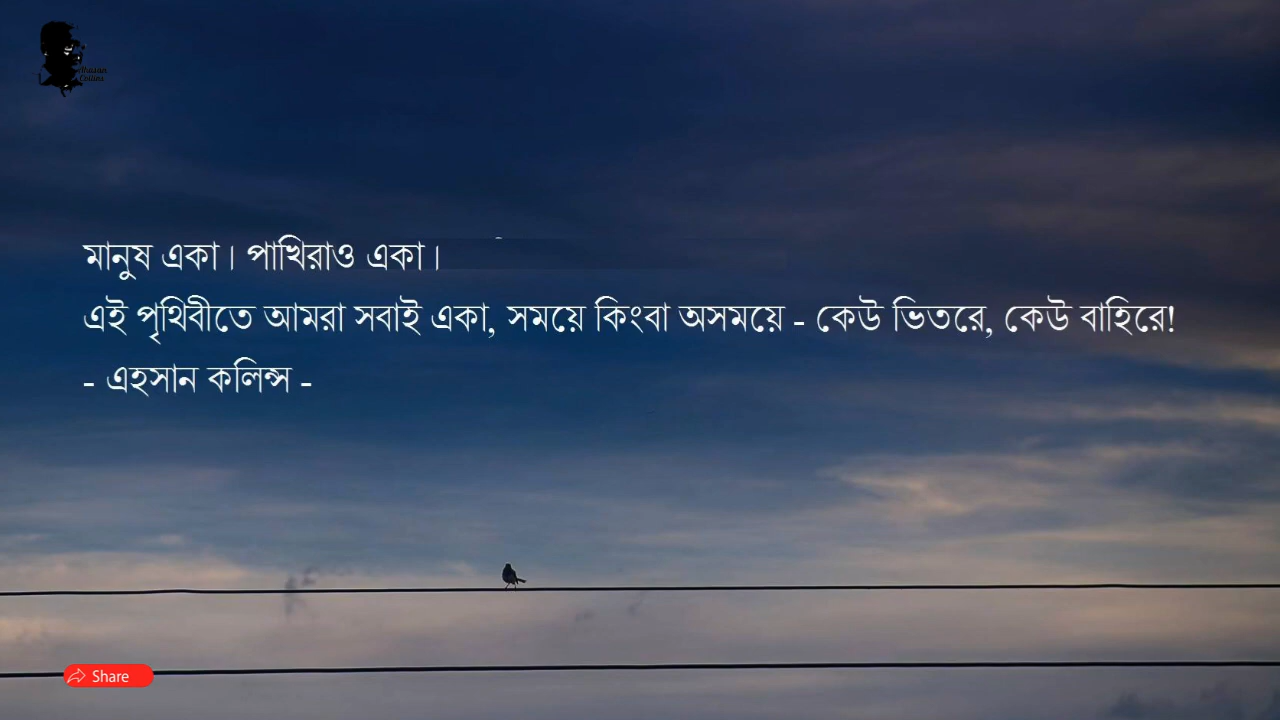 মানুষ একা। পাখিরাও একা।
এই পৃথিবীতে আমরা সবাই একা, সময়ে কিংবা অসময়ে - কেউ ভিতরে, কেউ বাহিরে!
- এহসান কলিন্স -
Share